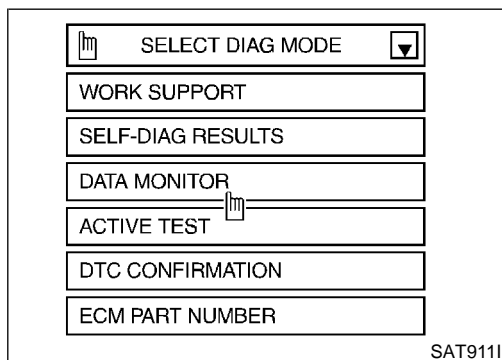 SELECT DIAG MODE
WORK SUPPORT
SELF-DIAG RESULTS
DATA MONITOR
ACTIVE TEST
DTC CONFIRMATION
ECM PART NUMBER
SAT911I